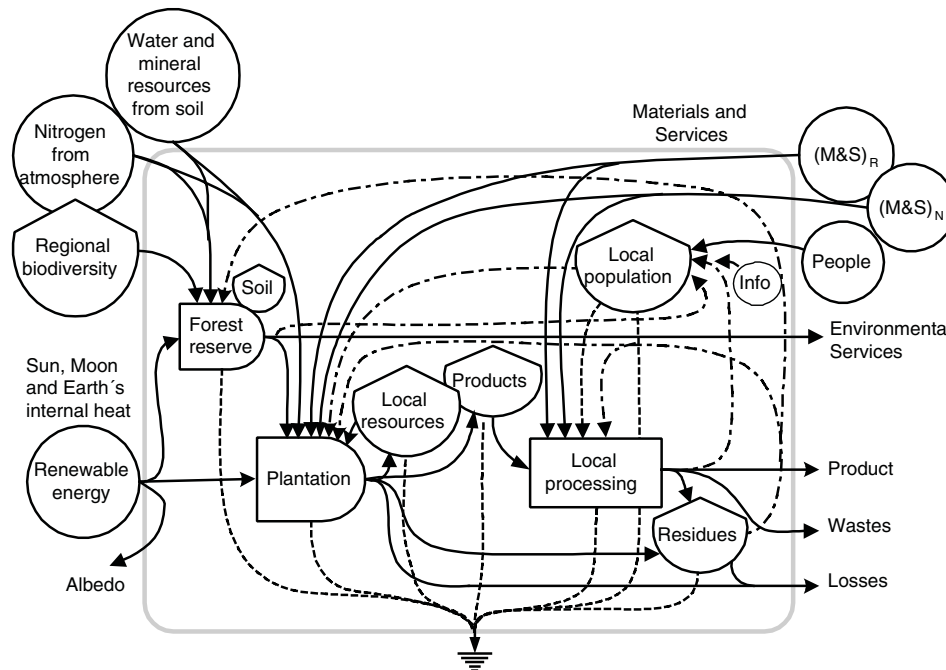 Water and
mineral
resources
from soil
Nitrogen
from
atmosphere
Regional
biodiversity
Materials and
Services
(M&S)R
(M&S)N
People
Local
population
Info
Soil
Forest
reserve
Environmental
Services
Sun, Moon
and Earth´s
internal heat
Products
Local
resources
Renewable
energy
Plantation
Local
processing
Product
Residues
Wastes
Albedo
Losses